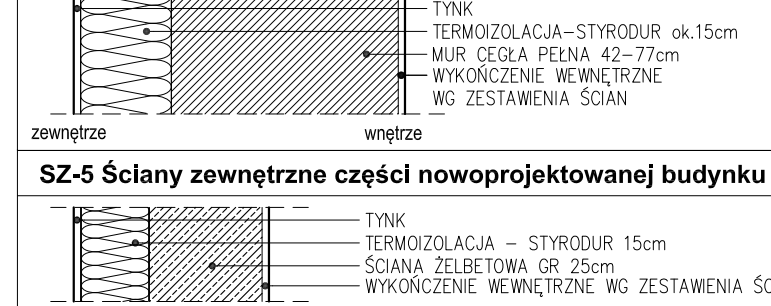 TYNK
TERMOIZOLACJA-STYRODUR ok.15cm
MUR CEGŁA PEŁNA 42-77cm
WYKOŃCZENIE WEWNĘTRZNE
WG ZESTAWIENIA ŚCIAN
zewnętrze wnętrze
SZ-5 Ściany zewnętrzne części nowoprojektowanej budynku
TYNK
TERMOIZOLACJA - STYRODUR 15cm
ŚCIANA ŻELBETOWA GR 25cm
WYKOŃCZENIE WEWNĘTRZNE WG ZESTAWIENIA